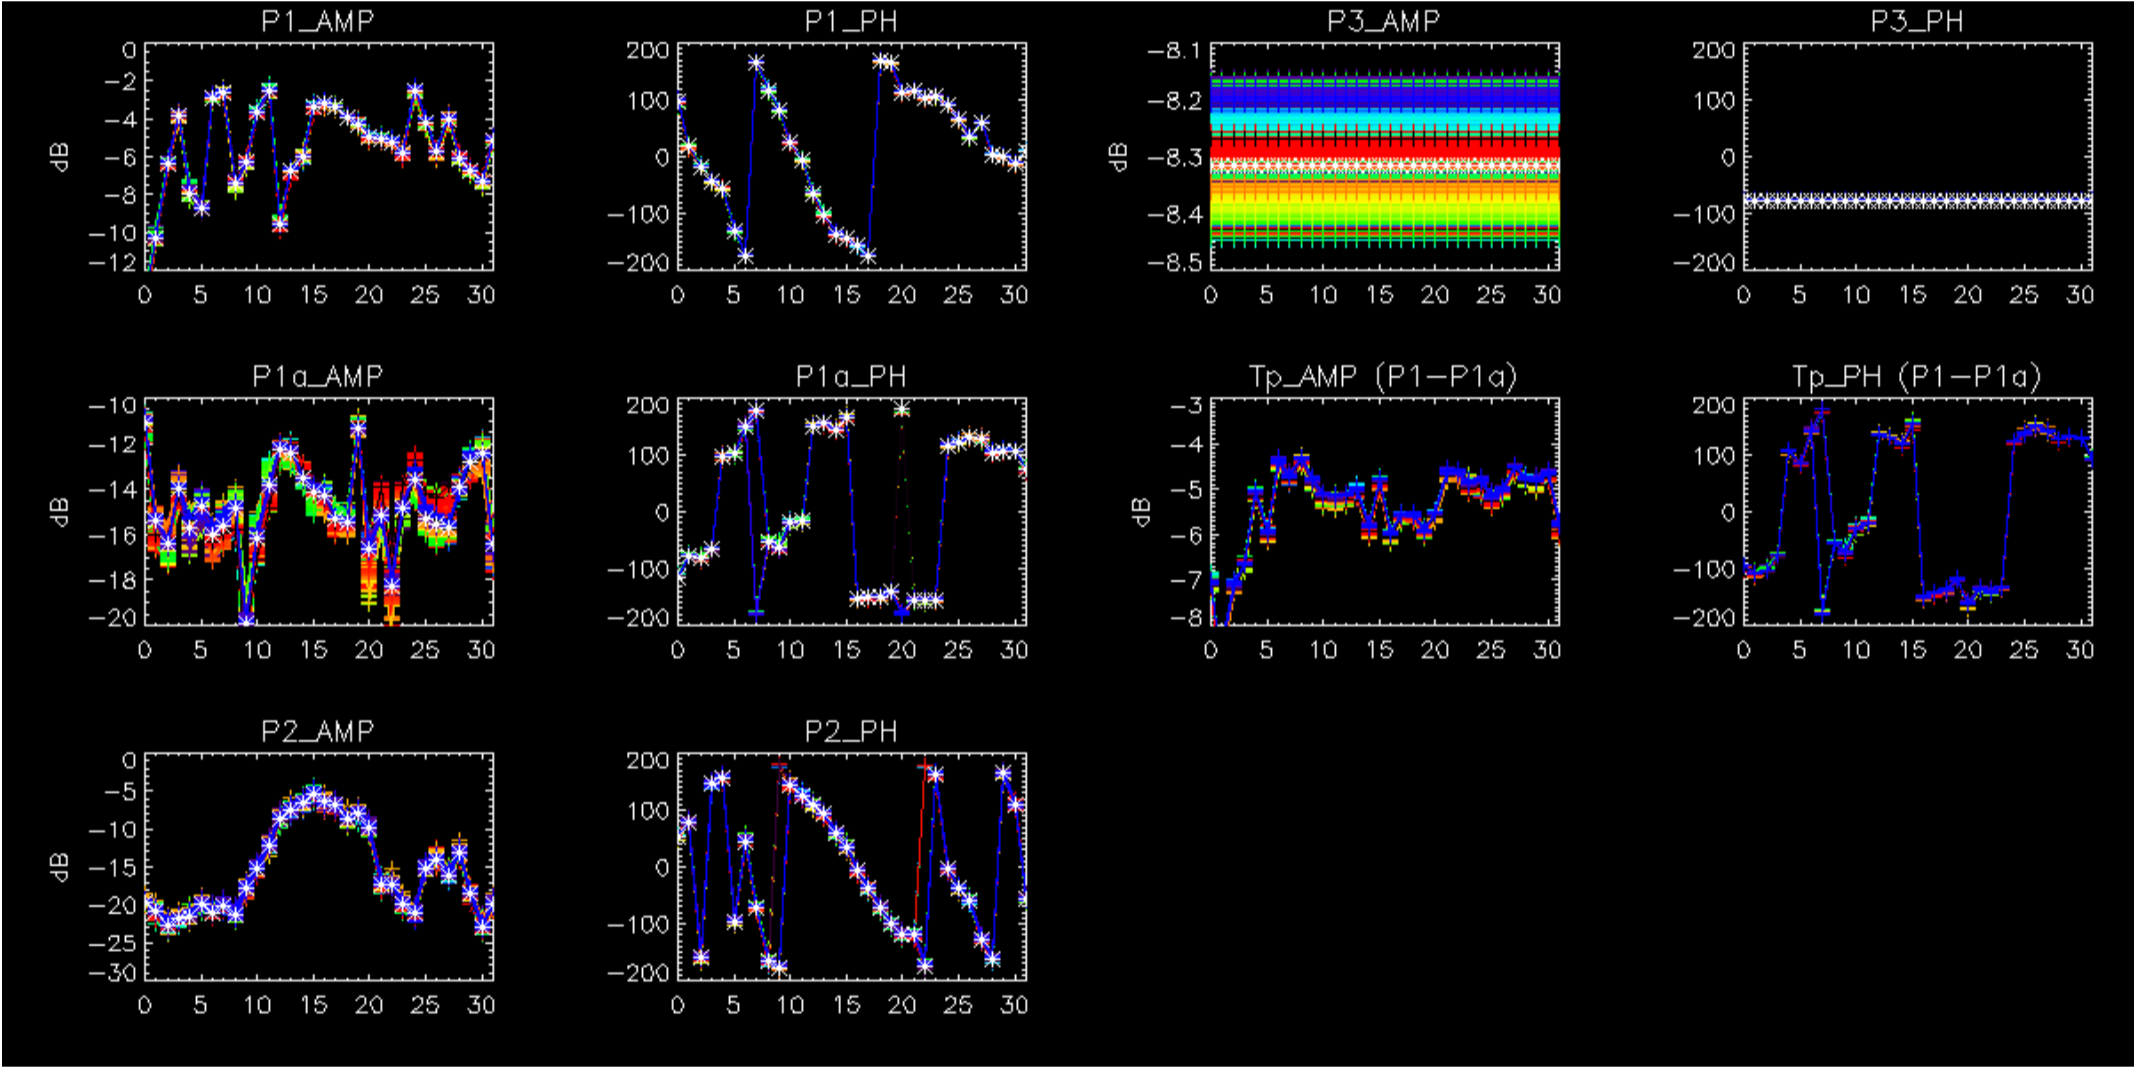 P1_AMP
P1_PH
P3_AMP
P3_PH
0
-2
-4
-6
-8
-10
-12
dB
0 5 10 15 20 25 30
200
100
0
-100
-200
0 5 10 15 20 25 30
-8.1
-8.2
-8.3
-8.4
-8.5
dB
0 5 10 15 20 25 30
200
100
0
-100
-200
0 5 10 15 20 25 30
P1a_AMP
P1a_PH
Tp_AMP (P1-P1a)
Tp_PH (P1-P1a)
-10
-12
-14
-16
-18
-20
dB
0 5 10 15 20 25 30
200
100
0
-100
-200
0 5 10 15 20 25 30
-3
-4
-5
-6
-7
-8
dB
0 5 10 15 20 25 30
200
100
0
-100
-200
0 5 10 15 20 25 30
P2_AMP
P2_PH
0
-5
-10
-15
-20
-25
-30
dB
0 5 10 15 20 25 30
200
100
0
-100
-200
0 5 10 15 20 25 30